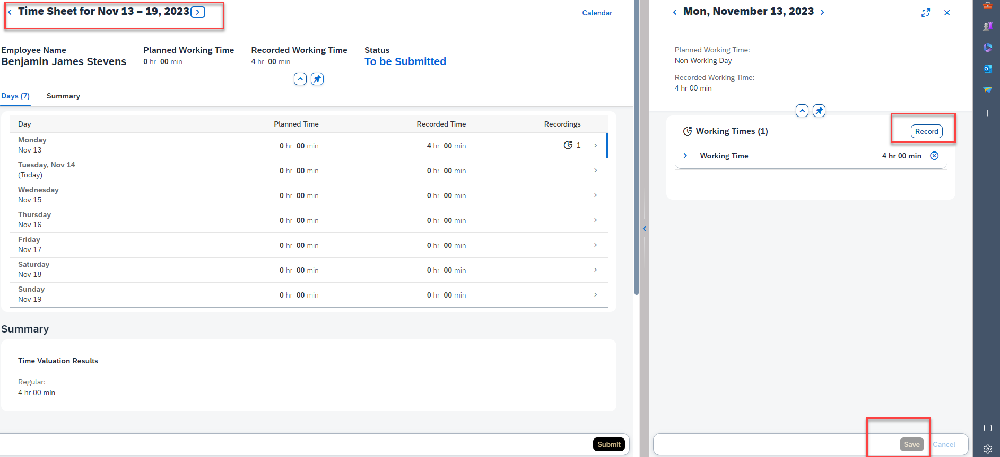 Time Sheet for Nov 13 – 19, 2023
Calendar
Employee Name
Benjamin James Stevens
Planned Working Time
0 hr 00 min
Recorded Working Time
4 hr 00 min
Status
To be Submitted
Days (7) Summary
Day Planned Time Recorded Time Recordings
Monday
Nov 13
0 hr 00 min 4 hr 00 min 1
Tuesday, Nov 14
(Today)
0 hr 00 min 0 hr 00 min
Wednesday
Nov 15
0 hr 00 min 0 hr 00 min
Thursday
Nov 16
0 hr 00 min 0 hr 00 min
Friday
Nov 17
0 hr 00 min 0 hr 00 min
Saturday
Nov 18
0 hr 00 min 0 hr 00 min
Sunday
Nov 19
0 hr 00 min 0 hr 00 min
Summary
Time Valuation Results
Regular:
4 hr 00 min
Submit
Mon, November 13, 2023
Planned Working Time:
Non-Working Day
Recorded Working Time:
4 hr 00 min
Working Times (1) Record
Working Time 4 hr 00 min
Save Cancel